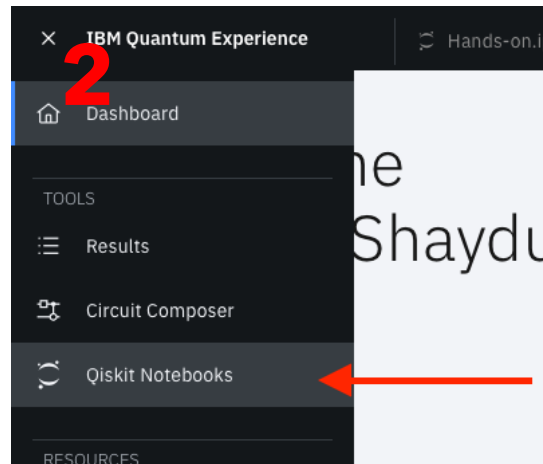 IBM Quantum Experience
Hands-on.i
2
Dashboard
ne
Shaydu
TOOLS
Results
Circuit Composer
Qiskit Notebooks
RESOURCES